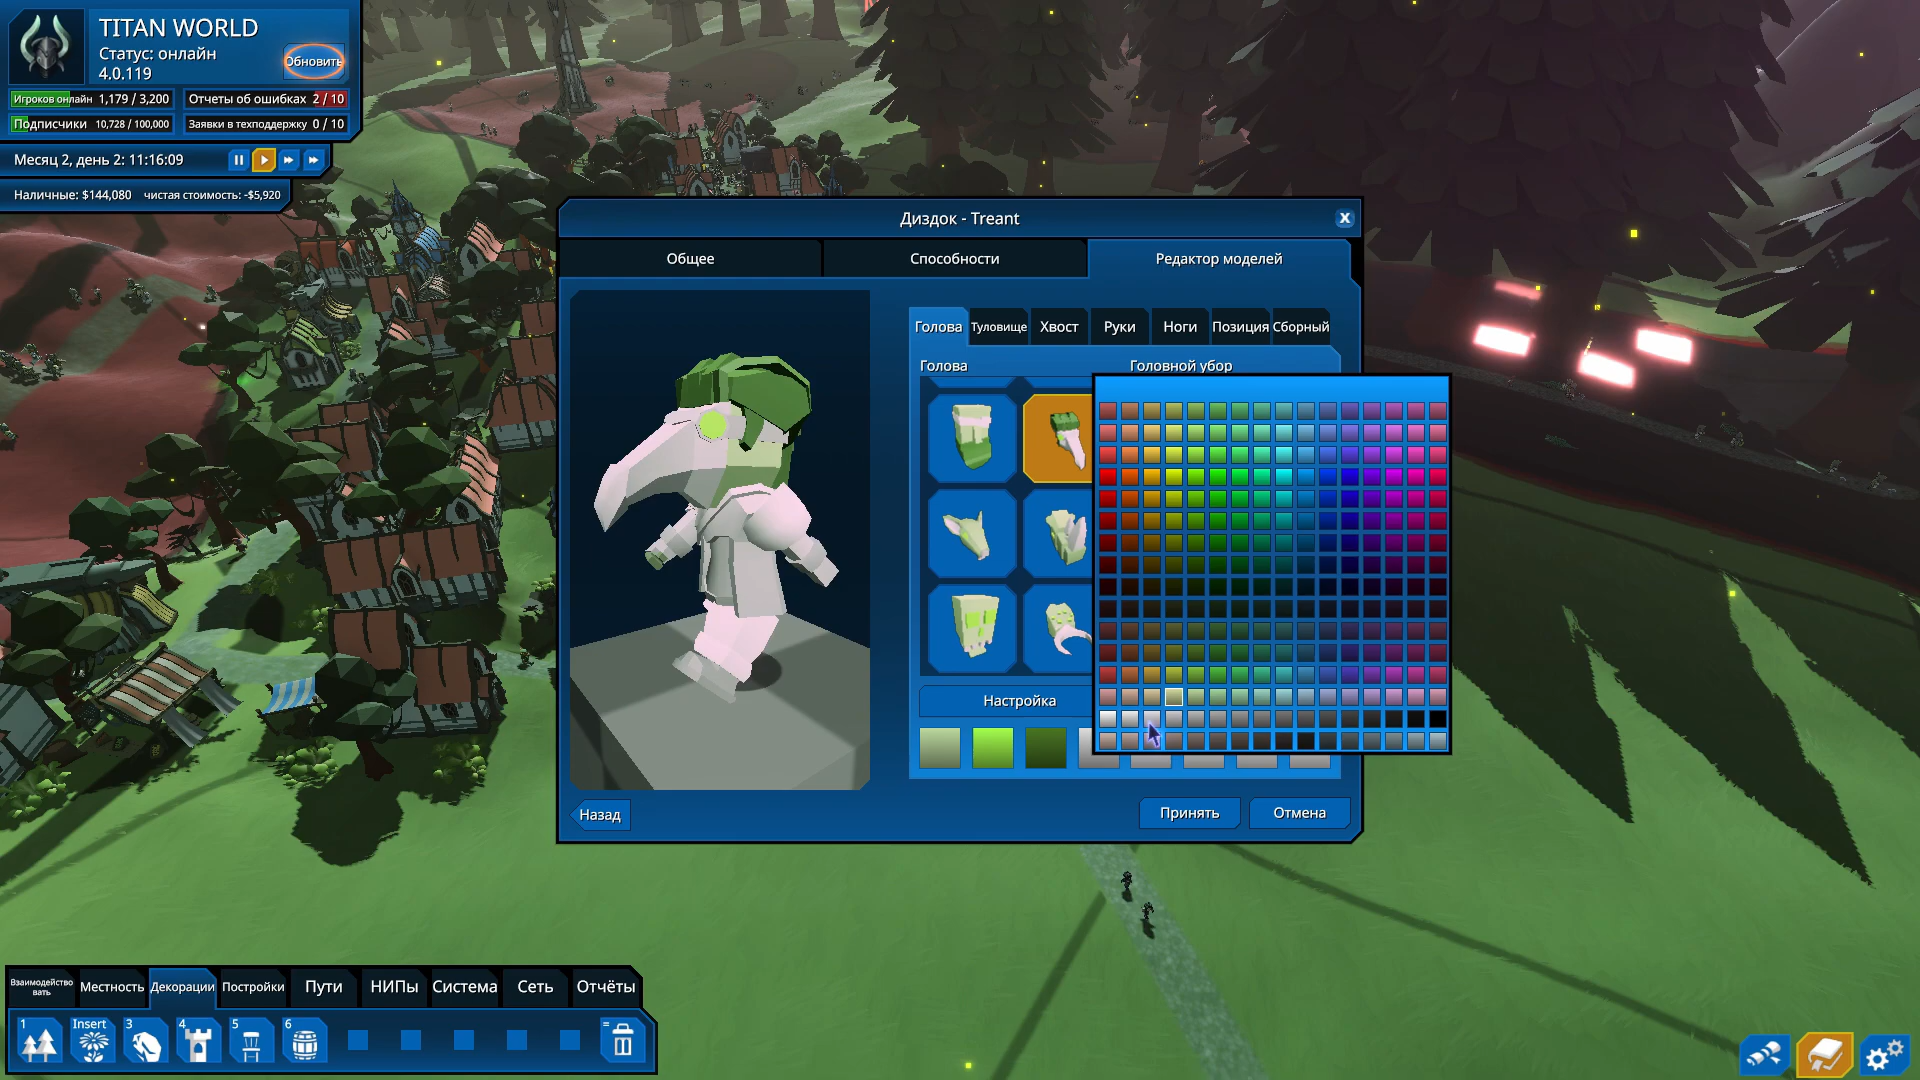 TITAN WORLD
Статус: онлайн
4.0.119
Обновить
Игроков онлайн 1,179 / 3,200
Отчеты об ошибках 2 / 10
Подписчики 10,728 / 100,000
Заявки в техподдержку 0 / 10
Месяц 2, день 2: 11:16:09
Наличные: $144,080 чистая стоимость: -$5,920
Диздок - Treant
X
Общее
Способности
Редактор моделей
Голова
Туловище
Хвост
Руки
Ноги
Позиция
Сборный
Голова
Головной убор
Настройка
Назад
Принять
Отмена
Взаимодейство
вать
Местность
Декорации
Постройки
Пути
НИПы
Система
Сеть
Отчёты
1
Insert
3
4
5
6
=